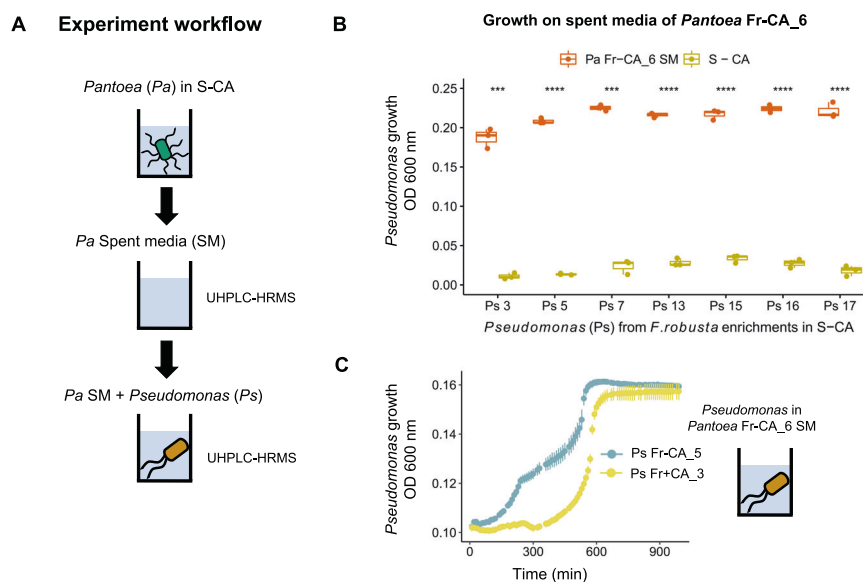 A Experiment workflow
Pantoea (Pa) in S-CA
Pa Spent media (SM)
UHPLC-HRMS
Pa SM + Pseudomonas (Ps)
UHPLC-HRMS
B Growth on spent media of Pantoea Fr-CA_6
Pa Fr-CA_6 SM S - CA
Pseudomonas growth
OD 600 nm
0.25
0.20
0.15
0.10
0.05
0.00
*** **** *** **** **** **** ****
Ps 3 Ps 5 Ps 7 Ps 13 Ps 15 Ps 16 Ps 17
Pseudomonas (Ps) from F.robusta enrichments in S-CA
C
Pseudomonas growth
OD 600 nm
0.16
0.14
0.12
0.10
Ps Fr-CA_5
Ps Fr+CA_3
0 300 600 900
Time (min)
Pseudomonas in
Pantoea Fr-CA_6 SM